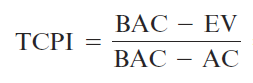 TCPI = BAC − EV / BAC − AC